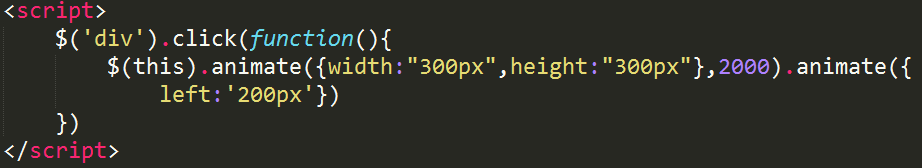 <script>
$('div').click(function(){
$(this).animate({width:"300px",height:"300px"},2000).animate({
left:'200px'})
})
</script>